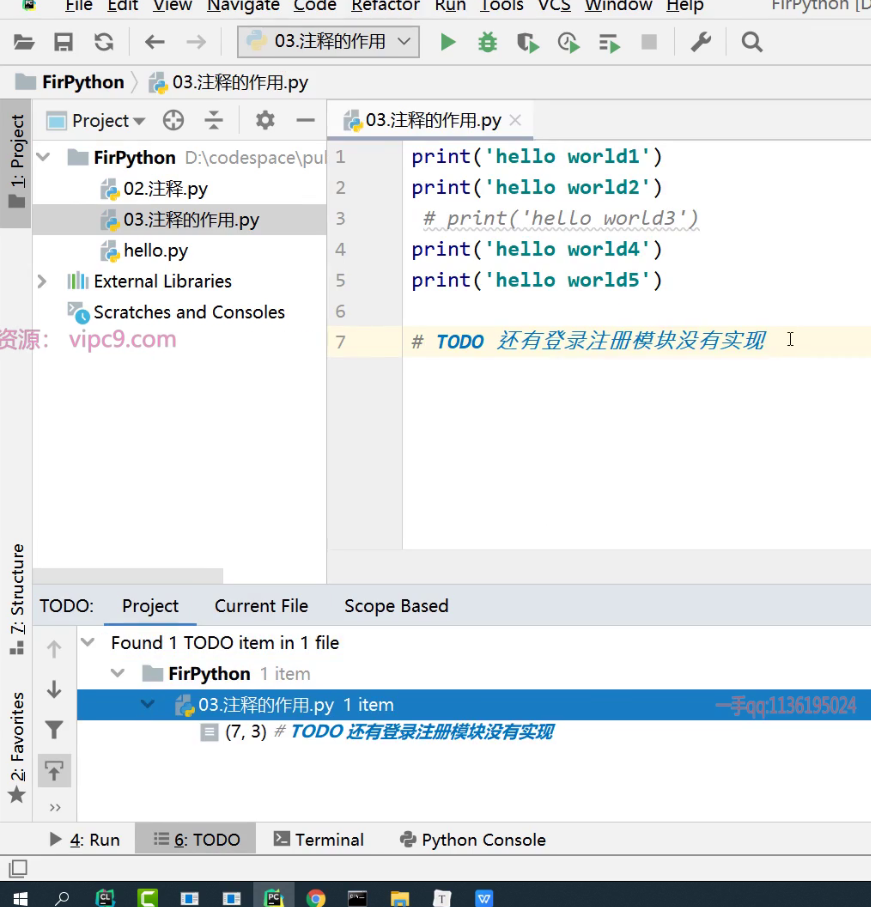 File Edit View Navigate Code Refactor Run Tools VCS Window Help FirPython [D
03.注释的作用
FirPython 03.注释的作用.py
1: Project
Project
03.注释的作用.py
FirPython D:\codespace\pu
02.注释.py
03.注释的作用.py
hello.py
External Libraries
Scratches and Consoles
资源： vipc9.com
1 print('hello world1')
2 print('hello world2')
3 # print('hello world3')
4 print('hello world4')
5 print('hello world5')
6
7 # TODO 还有登录注册模块没有实现
7: Structure
2: Favorites
TODO: Project Current File Scope Based
Found 1 TODO item in 1 file
FirPython 1 item
03.注释的作用.py 1 item
一手qq:1136195024
(7, 3) # TODO 还有登录注册模块没有实现
4: Run 6: TODO Terminal Python Console